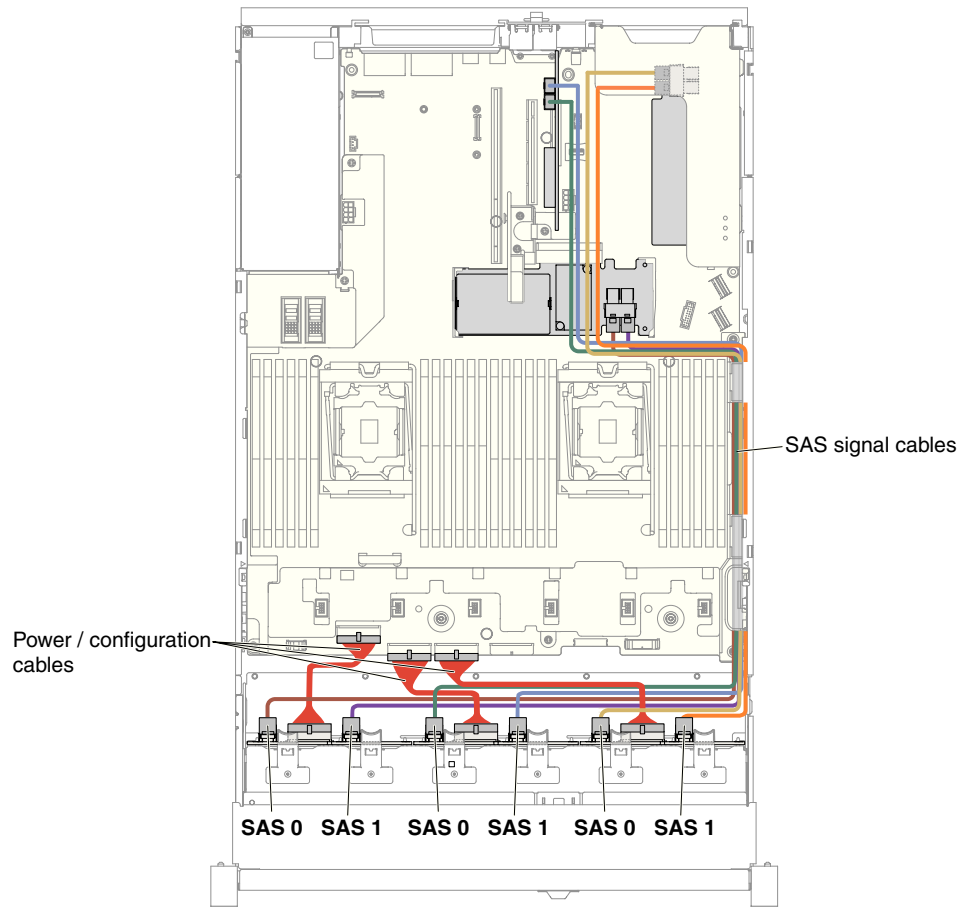 SAS signal cables
Power / configuration
cables
SAS 0 SAS 1 SAS 0 SAS 1 SAS 0 SAS 1